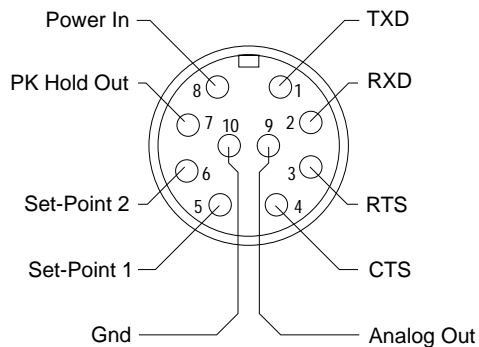 Power In
TXD
8
1
PK Hold Out
RXD
7
10
9
2
6
3
Set-Point 2
RTS
5
4
Set-Point 1
CTS
Gnd
Analog Out